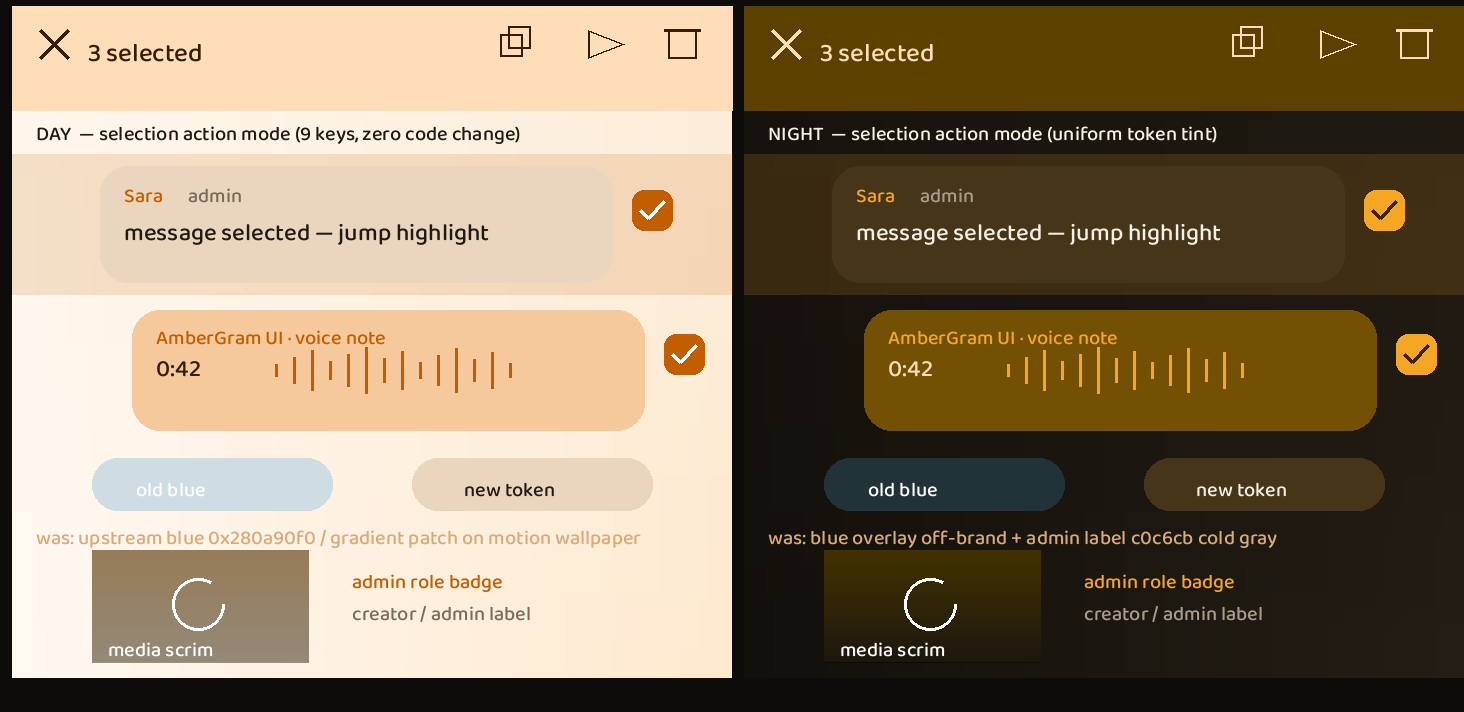 3 selected
DAY — selection action mode (9 keys, zero code change)
Sara admin
message selected — jump highlight
AmberGram UI · voice note
0:42
old blue
new token
was: upstream blue 0x280a90f0 / gradient patch on motion wallpaper
admin role badge
creator / admin label
media scrim
3 selected
NIGHT — selection action mode (uniform token tint)
Sara admin
message selected — jump highlight
AmberGram UI · voice note
0:42
old blue
new token
was: blue overlay off-brand + admin label c0c6cb cold gray
admin role badge
creator / admin label
media scrim